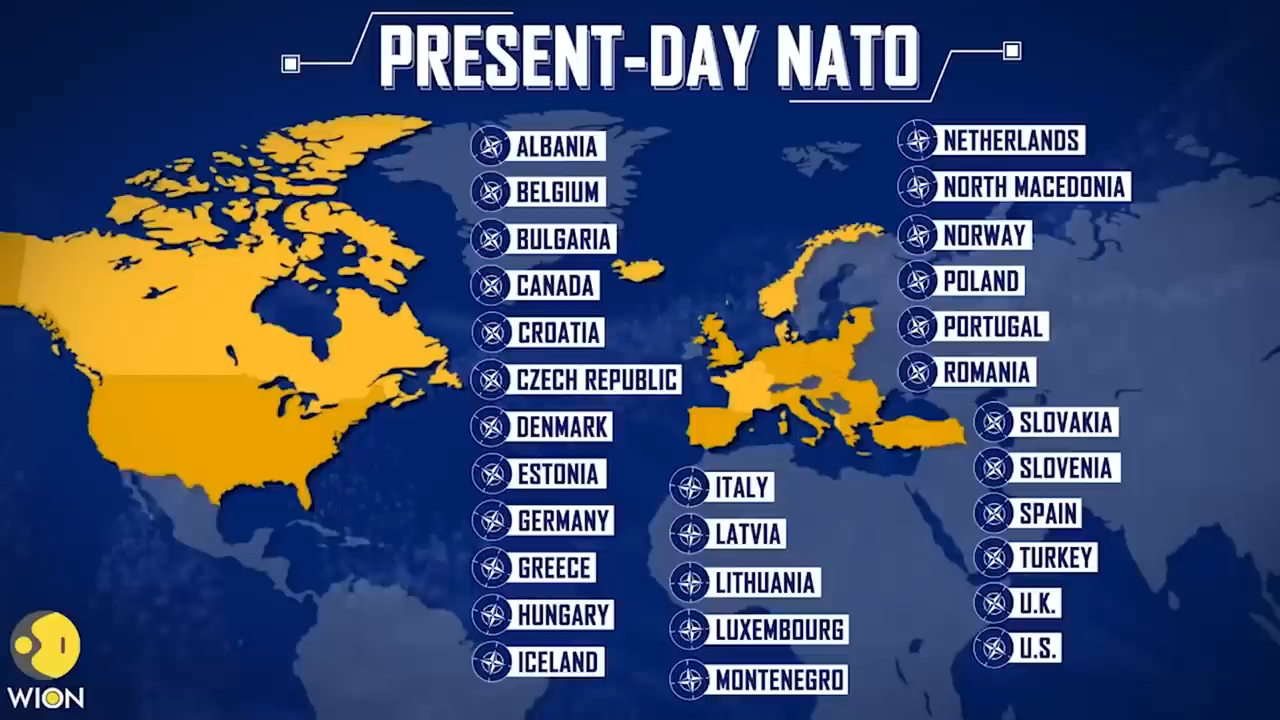 PRESENT-DAY NATO
ALBANIA
BELGIUM
BULGARIA
CANADA
CROATIA
CZECH REPUBLIC
DENMARK
ESTONIA
GERMANY
GREECE
HUNGARY
ICELAND
ITALY
LATVIA
LITHUANIA
LUXEMBOURG
MONTENEGRO
NETHERLANDS
NORTH MACEDONIA
NORWAY
POLAND
PORTUGAL
ROMANIA
SLOVAKIA
SLOVENIA
SPAIN
TURKEY
U.K.
U.S.
WION